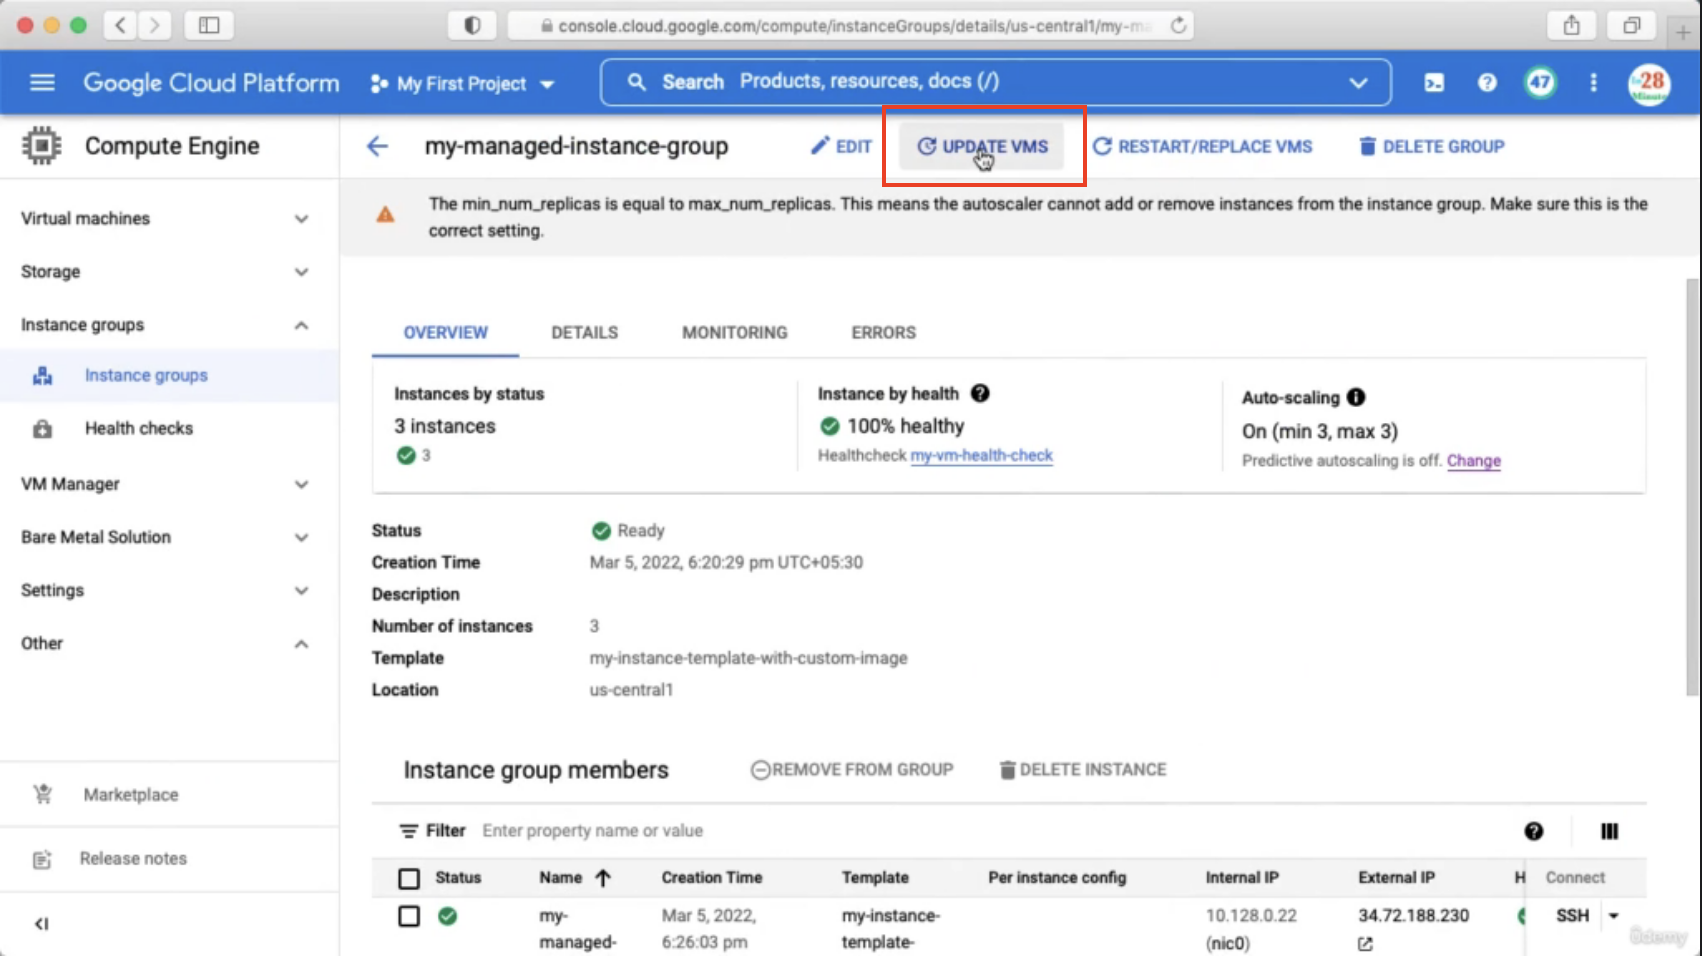 console.cloud.google.com/compute/instanceGroups/details/us-central1/my-ma
Google Cloud Platform
My First Project
Search Products, resources, docs (/)
47
28
Minutes
Compute Engine
my-managed-instance-group
EDIT
UPDATE VMS
RESTART/REPLACE VMS
DELETE GROUP
The min_num_replicas is equal to max_num_replicas. This means the autoscaler cannot add or remove instances from the instance group. Make sure this is the
correct setting.
Virtual machines
Storage
Instance groups
Instance groups
Health checks
VM Manager
Bare Metal Solution
Settings
Other
Marketplace
Release notes
OVERVIEW
DETAILS
MONITORING
ERRORS
Instances by status
3 instances
3
Instance by health
100% healthy
Healthcheck my-vm-health-check
Auto-scaling
On (min 3, max 3)
Predictive autoscaling is off. Change
Status Ready
Creation Time Mar 5, 2022, 6:20:29 pm UTC+05:30
Description
Number of instances 3
Template my-instance-template-with-custom-image
Location us-central1
Instance group members
REMOVE FROM GROUP
DELETE INSTANCE
Filter Enter property name or value
Status Name Creation Time Template Per instance config Internal IP External IP H Connect
my- Mar 5, 2022, my-instance- 10.128.0.22 34.72.188.230 SSH
managed- 6:26:03 pm template- (nic0)
ûdemy